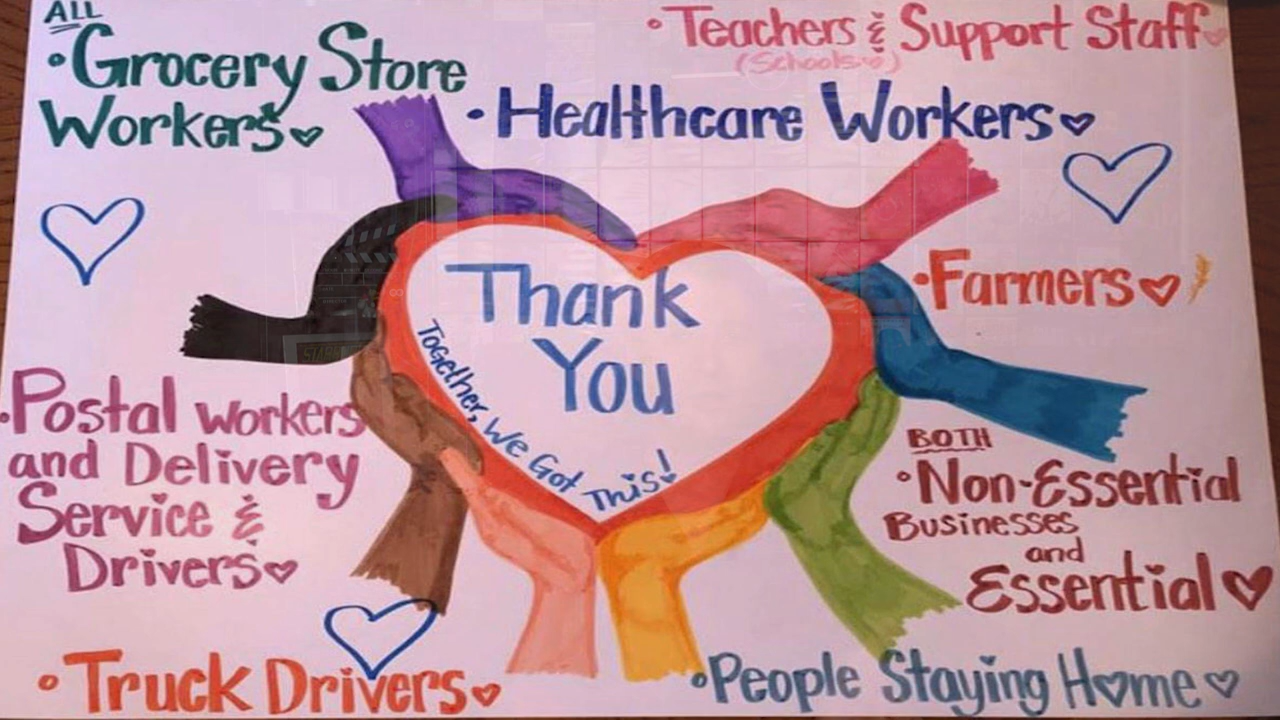 ALL
• Grocery Store
Workers
• Teachers & Support Staff
(Schools)
• Healthcare Workers
• Farmers
Thank
You
Together, We Got This!
• Postal workers
and Delivery
Service &
Drivers
BOTH
• Non-Essential
Businesses
and
Essential
• Truck Drivers
• People Staying Home